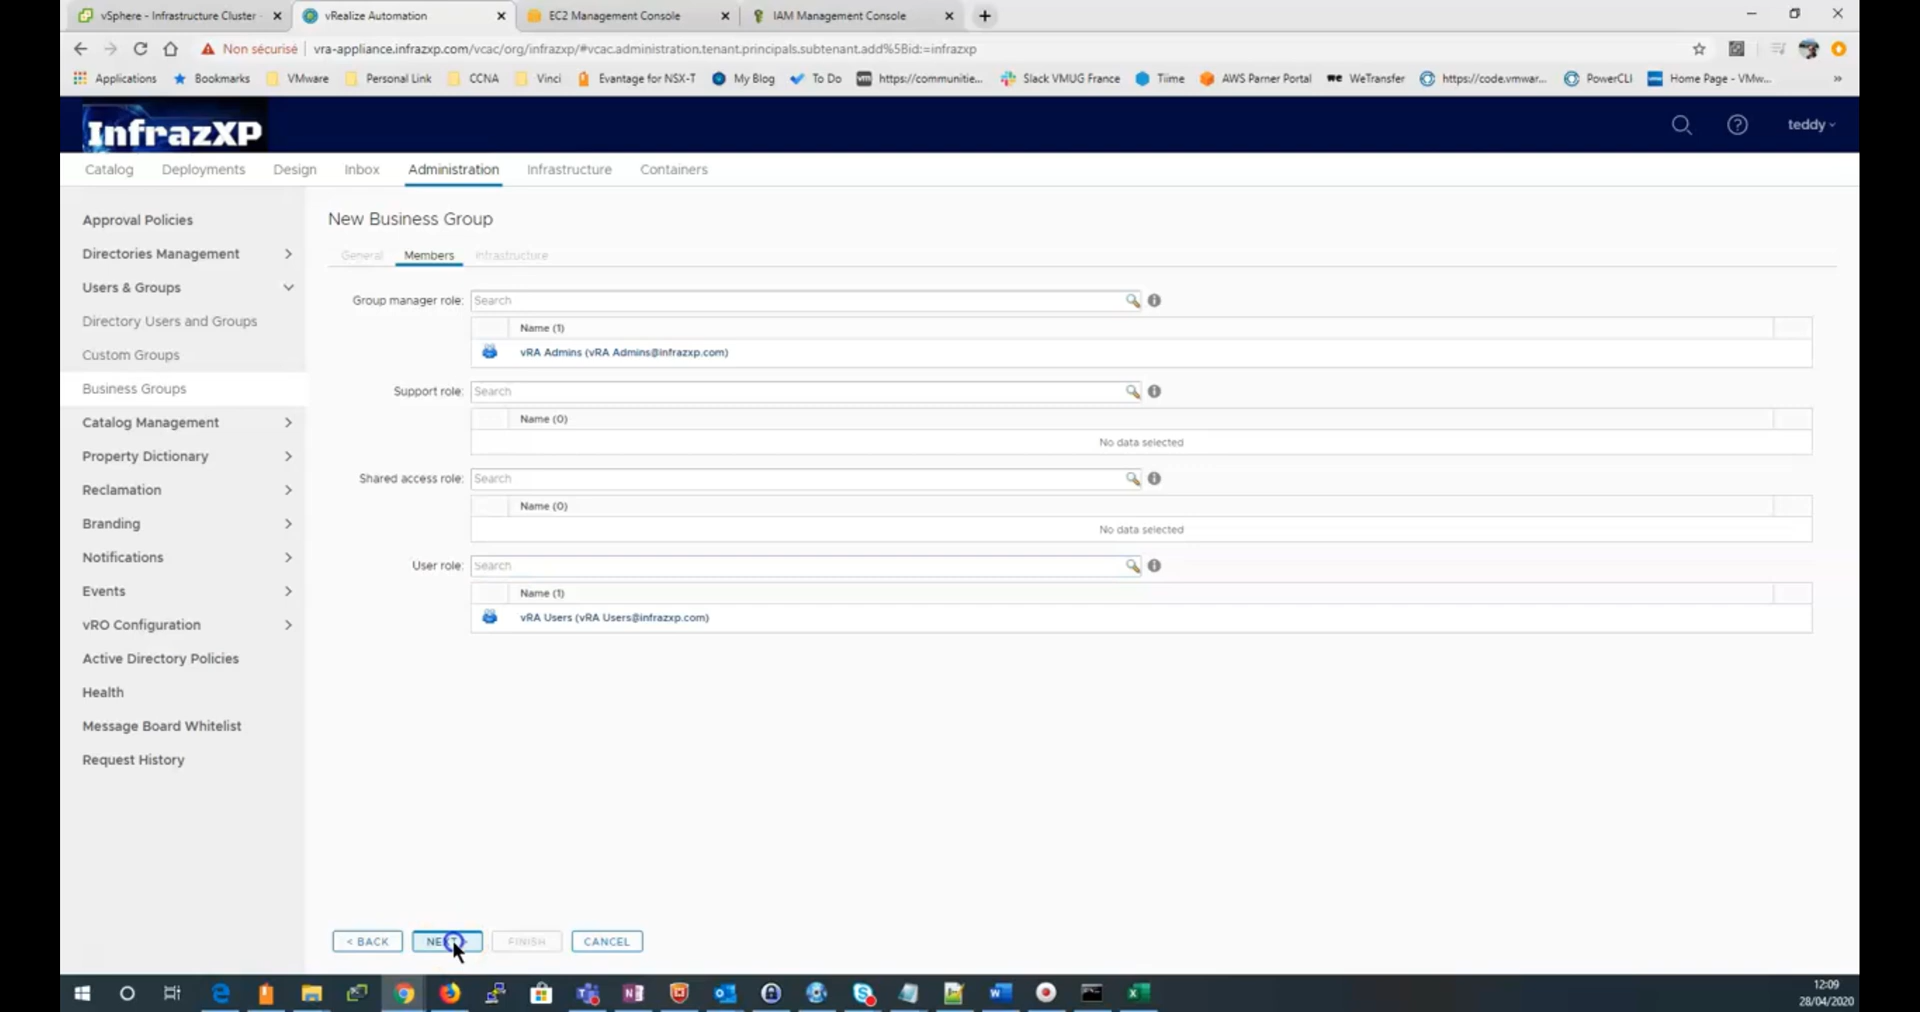 vSphere - Infrastructure Cluster
vRealize Automation
EC2 Management Console
IAM Management Console
Non sécurisé
vra-appliance.infrazxp.com/vcac/org/infrazxp/#vcac.administration.tenant.principals.subtenant.add%5Bid:=infrazxp
Applications
Bookmarks
VMware
Personal Link
CCNA
Vinci
Evantage for NSX-T
My Blog
To Do
https://communitie...
Slack VMUG France
Tiime
AWS Parner Portal
WeTransfer
https://code.vmwar...
PowerCLI
Home Page - VMw...
»
InfrazXP
teddy
Catalog
Deployments
Design
Inbox
Administration
Infrastructure
Containers
Approval Policies
Directories Management
Users & Groups
Directory Users and Groups
Custom Groups
Business Groups
Catalog Management
Property Dictionary
Reclamation
Branding
Notifications
Events
vRO Configuration
Active Directory Policies
Health
Message Board Whitelist
Request History
New Business Group
General
Members
Infrastructure
Group manager role:
Search
Name (1)
vRA Admins (vRA Admins@infrazxp.com)
Support role:
Search
Name (0)
No data selected
Shared access role:
Search
Name (0)
No data selected
User role:
Search
Name (1)
vRA Users (vRA Users@infrazxp.com)
< BACK
FINISH
CANCEL
12:09
28/04/2020